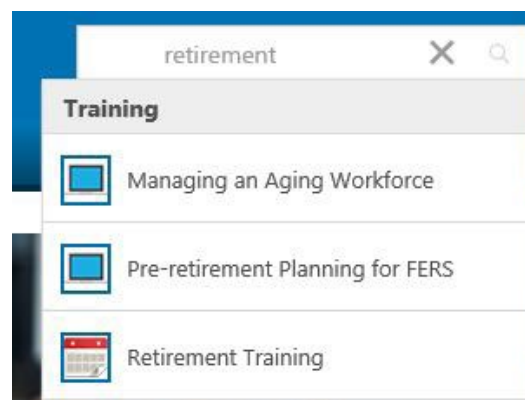 retirement
Training
Managing an Aging Workforce
Pre-retirement Planning for FERS
Retirement Training